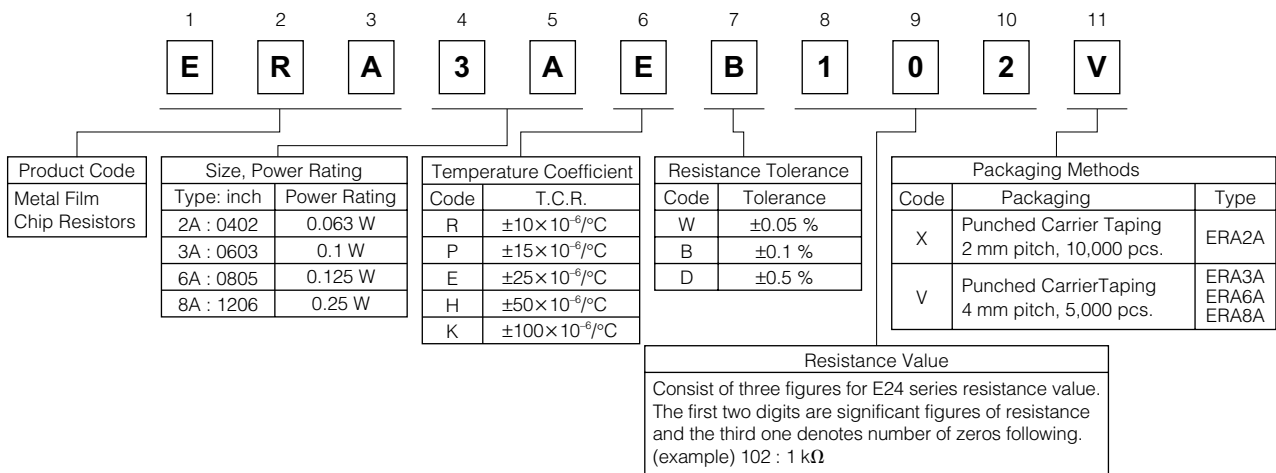 1 2 3 4 5 6 7 8 9 10 11
E R A 3 A E B 1 0 2 V
Product Code
Metal Film
Chip Resistors
Size, Power Rating
Type: inch Power Rating
2A : 0402 0.063 W
3A : 0603 0.1 W
6A : 0805 0.125 W
8A : 1206 0.25 W
Temperature Coefficient
Code T.C.R.
R ±10×10⁻⁶/°C
P ±15×10⁻⁶/°C
E ±25×10⁻⁶/°C
H ±50×10⁻⁶/°C
K ±100×10⁻⁶/°C
Resistance Tolerance
Code Tolerance
W ±0.05 %
B ±0.1 %
D ±0.5 %
Packaging Methods
Code Packaging Type
X Punched Carrier Taping
2 mm pitch, 10,000 pcs. ERA2A
V Punched CarrierTaping
4 mm pitch, 5,000 pcs.
ERA3A
ERA6A
ERA8A
Resistance Value
Consist of three figures for E24 series resistance value.
The first two digits are significant figures of resistance
and the third one denotes number of zeros following.
(example) 102 : 1 kΩ